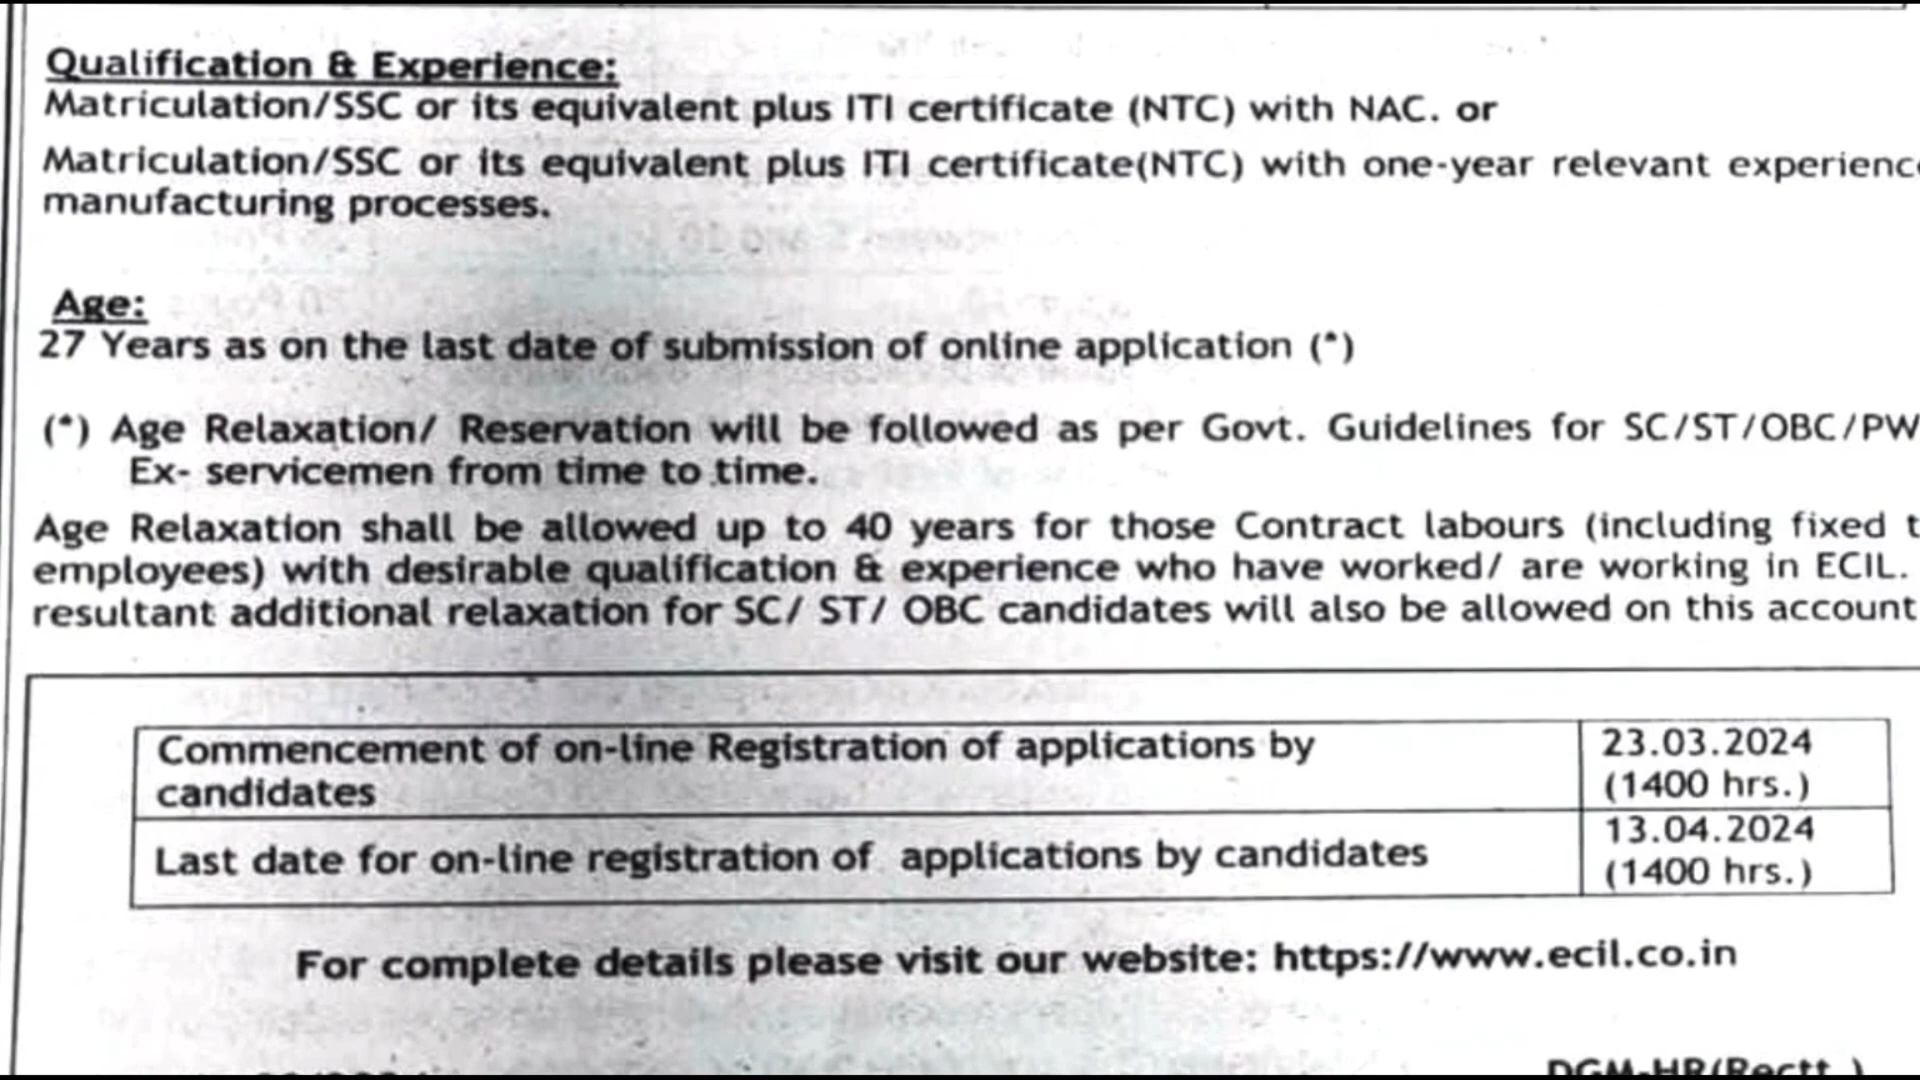 Qualification & Experience:
Matriculation/SSC or its equivalent plus ITI certificate (NTC) with NAC. or
Matriculation/SSC or its equivalent plus ITI certificate(NTC) with one-year relevant experienc
manufacturing processes.
Age:
27 Years as on the last date of submission of online application (*)
(*) Age Relaxation/ Reservation will be followed as per Govt. Guidelines for SC/ST/OBC/PW
Ex- servicemen from time to time.
Age Relaxation shall be allowed up to 40 years for those Contract labours (including fixed t
employees) with desirable qualification & experience who have worked/ are working in ECIL.
resultant additional relaxation for SC/ ST/ OBC candidates will also be allowed on this account
Commencement of on-line Registration of applications by
candidates
23.03.2024
(1400 hrs.)
Last date for on-line registration of applications by candidates
13.04.2024
(1400 hrs.)
For complete details please visit our website: https://www.ecil.co.in
DGM-HR(Rectt.)